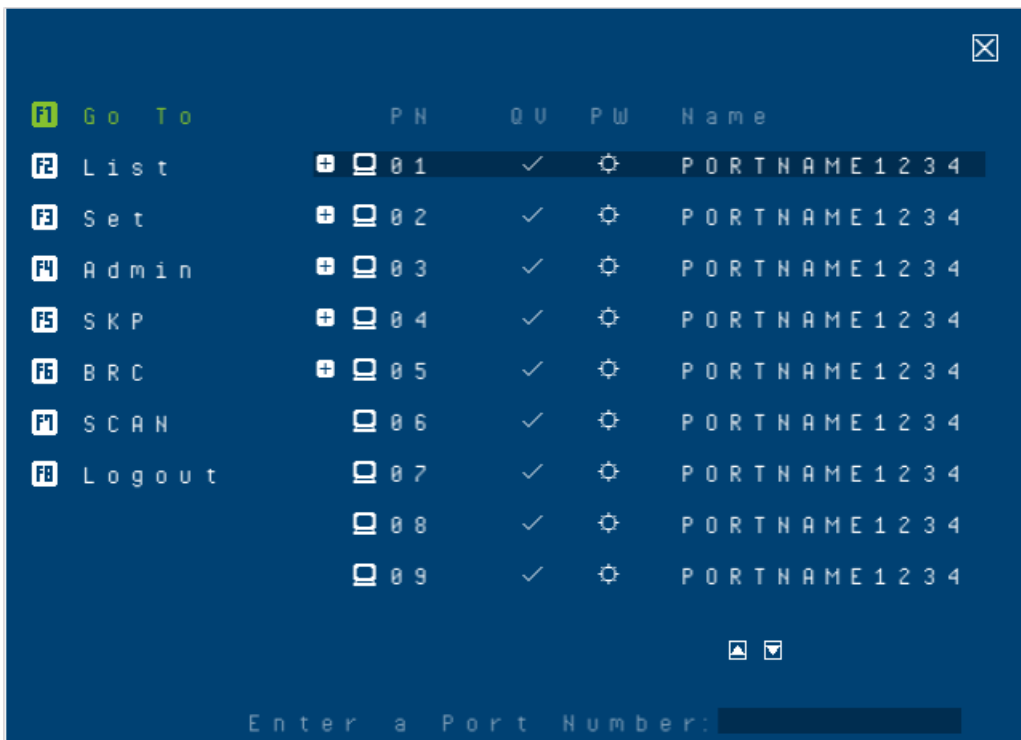 F1 Go To PN QV PW Name
F2 List 01 PORTNAME1234
F3 Set 02 PORTNAME1234
F4 Admin 03 PORTNAME1234
F5 SKP 04 PORTNAME1234
F6 BRC 05 PORTNAME1234
F7 SCAN 06 PORTNAME1234
F8 Logout 07 PORTNAME1234
08 PORTNAME1234
09 PORTNAME1234
Enter a Port Number: